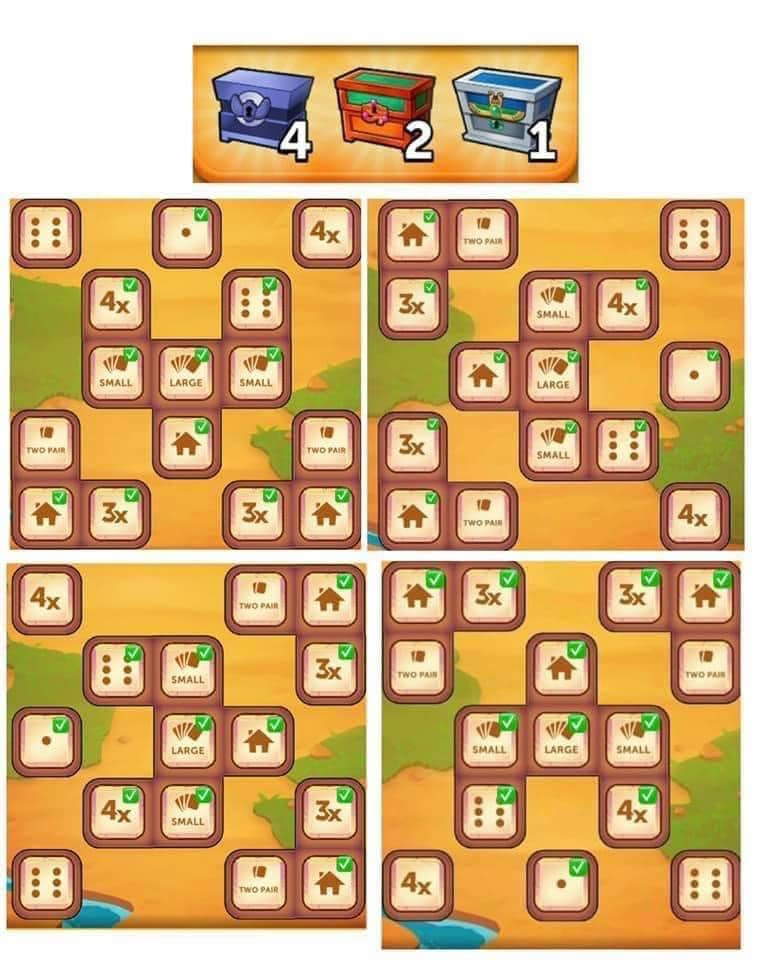 4 2 1
4x
4x
SMALL LARGE SMALL
TWO PAIR TWO PAIR
3x 3x
TWO PAIR
3x SMALL 4x
LARGE
3x SMALL
TWO PAIR 4x
4x TWO PAIR
SMALL 3x
LARGE
4x SMALL 3x
TWO PAIR
3x 3x
TWO PAIR TWO PAIR
SMALL LARGE SMALL
4x
4x